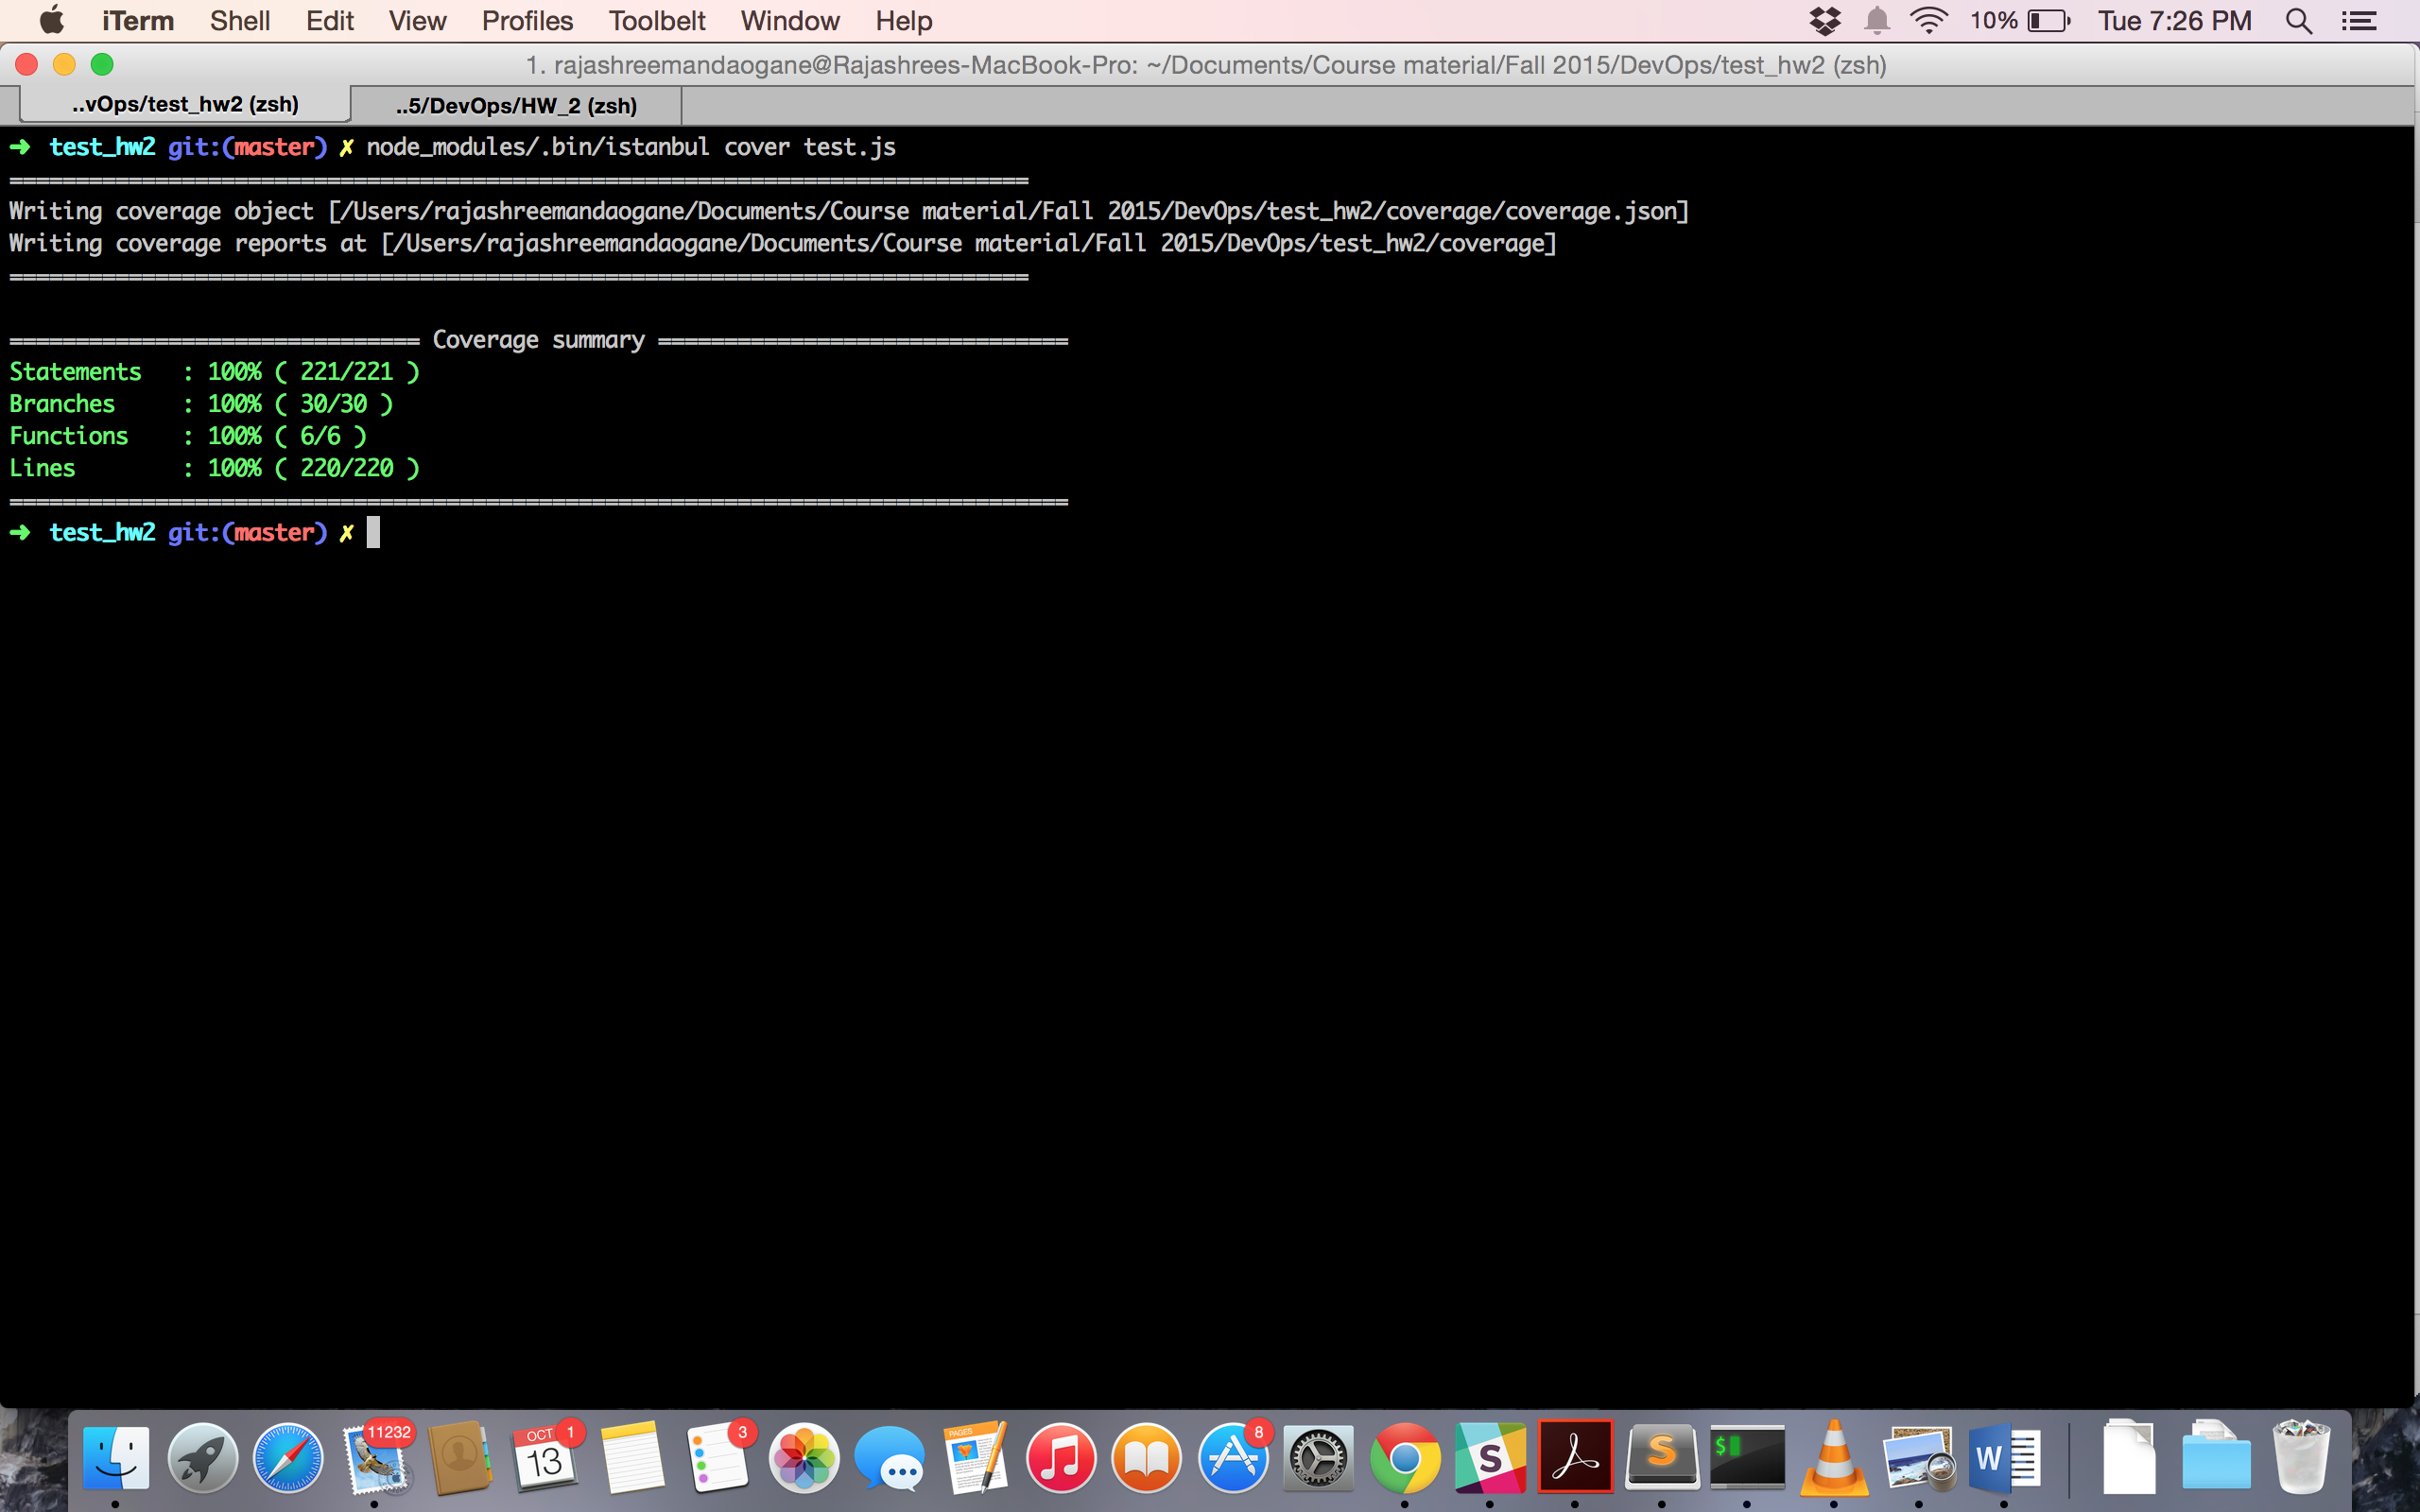 iTerm Shell Edit View Profiles Toolbelt Window Help 10% Tue 7:26 PM
1. rajashreemandaogane@Rajashrees-MacBook-Pro: ~/Documents/Course material/Fall 2015/DevOps/test_hw2 (zsh)
..vOps/test_hw2 (zsh) ..5/DevOps/HW_2 (zsh)
➜ test_hw2 git:(master) ✗ node_modules/.bin/istanbul cover test.js
=============================================================================
Writing coverage object [/Users/rajashreemandaogane/Documents/Course material/Fall 2015/DevOps/test_hw2/coverage/coverage.json]
Writing coverage reports at [/Users/rajashreemandaogane/Documents/Course material/Fall 2015/DevOps/test_hw2/coverage]
=============================================================================
=============================== Coverage summary ===============================
Statements : 100% ( 221/221 )
Branches : 100% ( 30/30 )
Functions : 100% ( 6/6 )
Lines : 100% ( 220/220 )
================================================================================
➜ test_hw2 git:(master) ✗
11232 OCT 13 1 3 PAGES 8 S S $ W